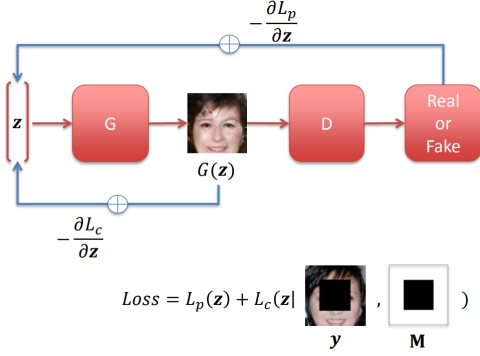 − ∂L_p / ∂z
z
G
G(z)
D
Real
or
Fake
− ∂L_c / ∂z
Loss = L_p(z) + L_c(z| , )
y M